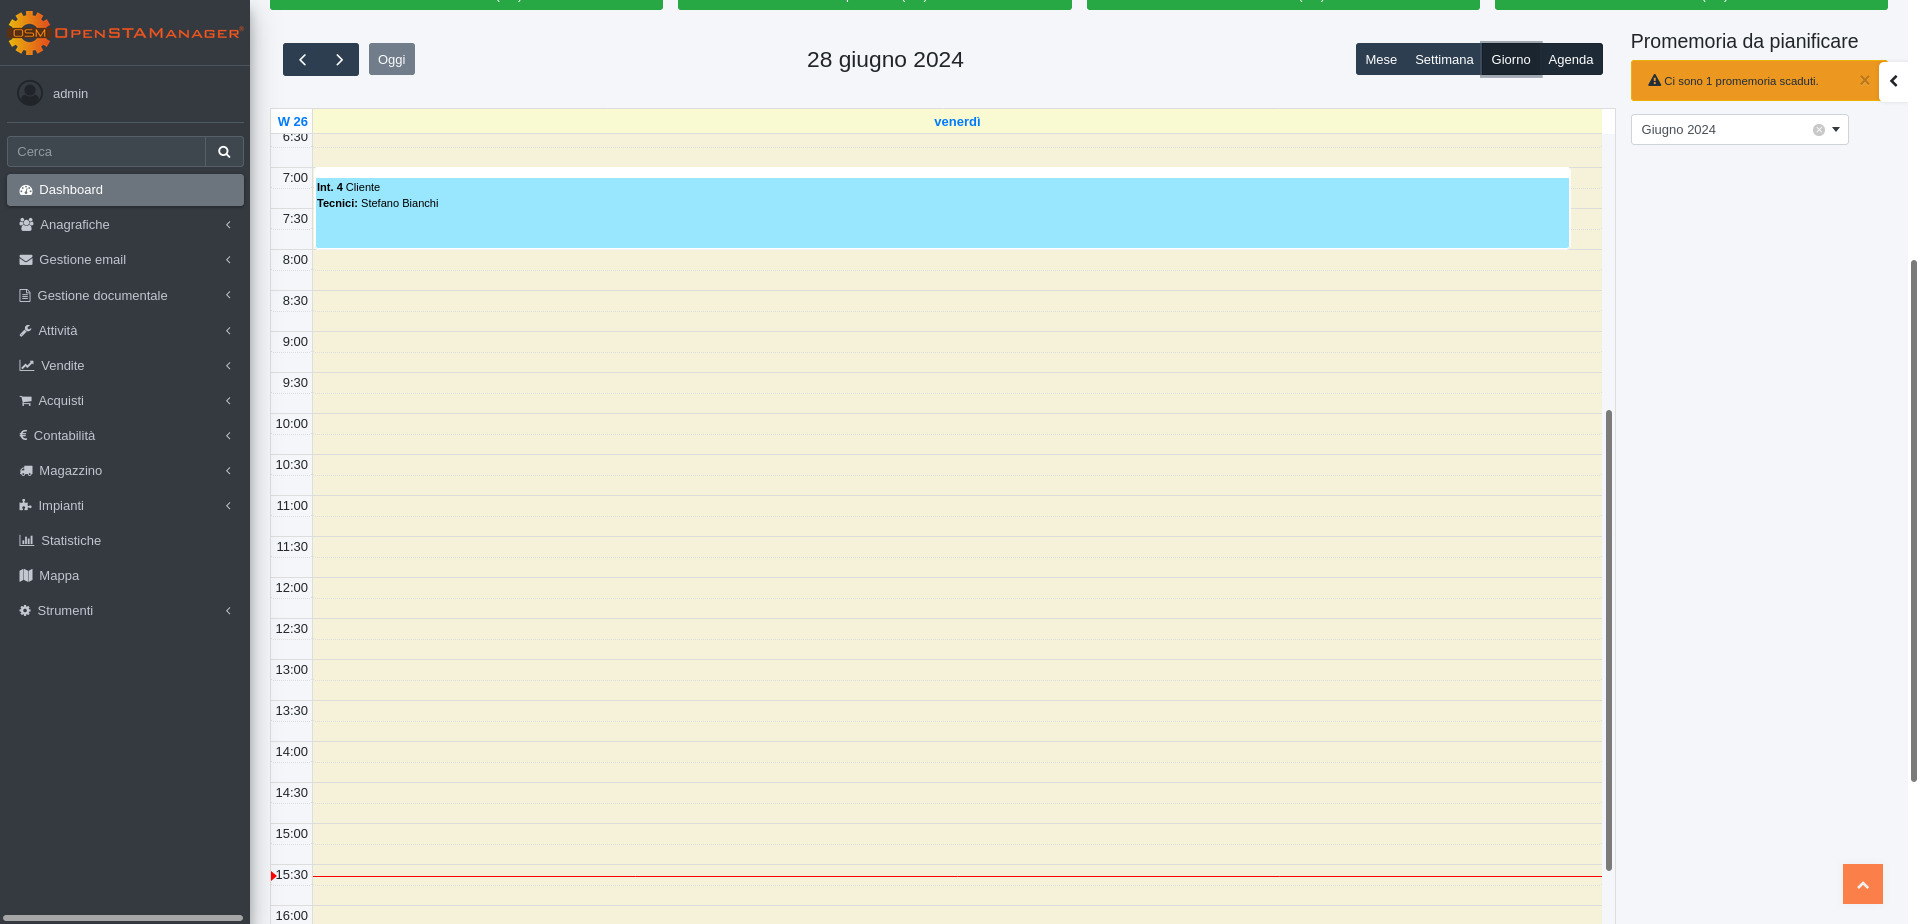 OSM OpenSTAManager®
admin
Cerca
Dashboard
Anagrafiche
Gestione email
Gestione documentale
Attività
Vendite
Acquisti
Contabilità
Magazzino
Impianti
Statistiche
Mappa
Strumenti
Oggi
28 giugno 2024
Mese Settimana Giorno Agenda
W 26 venerdì
6:30
7:00
Int. 4 Cliente
Tecnici: Stefano Bianchi
7:30
8:00
8:30
9:00
9:30
10:00
10:30
11:00
11:30
12:00
12:30
13:00
13:30
14:00
14:30
15:00
15:30
16:00
Promemoria da pianificare
Ci sono 1 promemoria scaduti. ×
Giugno 2024